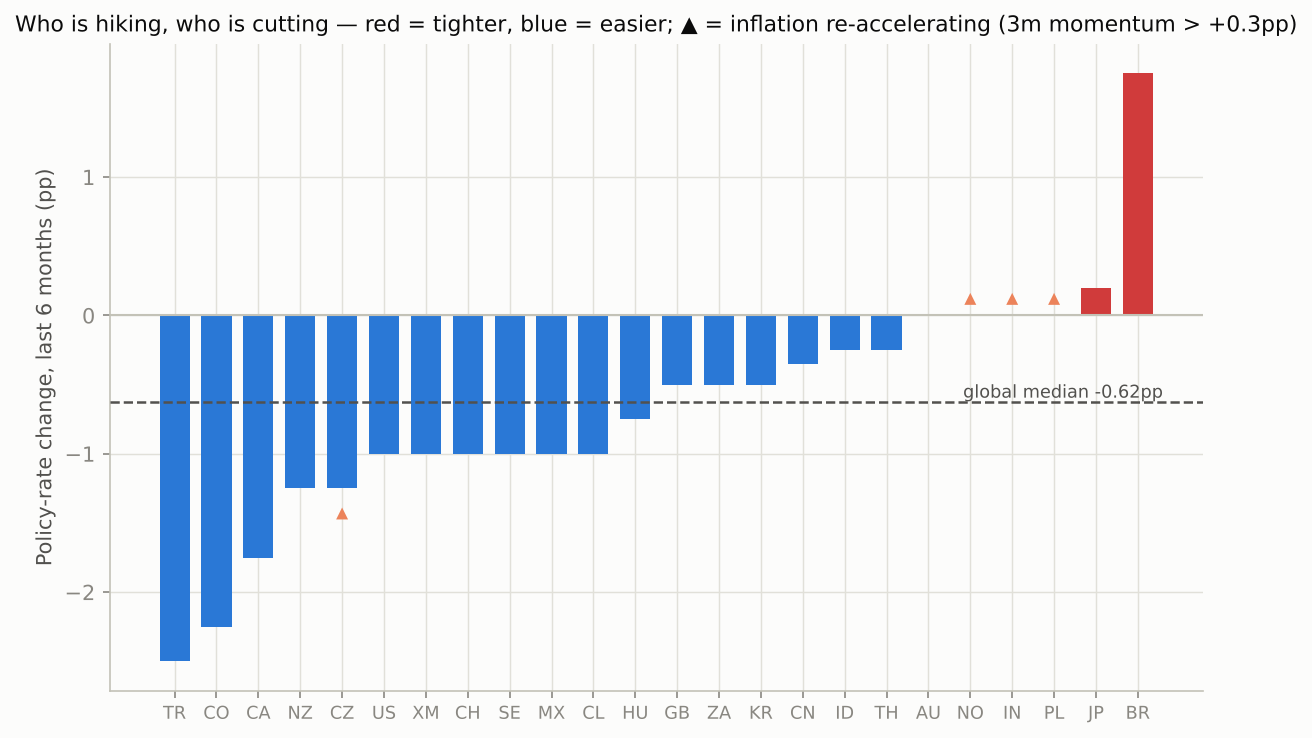 Who is hiking, who is cutting — red = tighter, blue = easier; ▲ = inflation re-accelerating (3m momentum > +0.3pp)
Policy-rate change, last 6 months (pp)
1
0
−1
−2
global median -0.62pp
TR CO CA NZ CZ US XM CH SE MX CL HU GB ZA KR CN ID TH AU NO IN PL JP BR